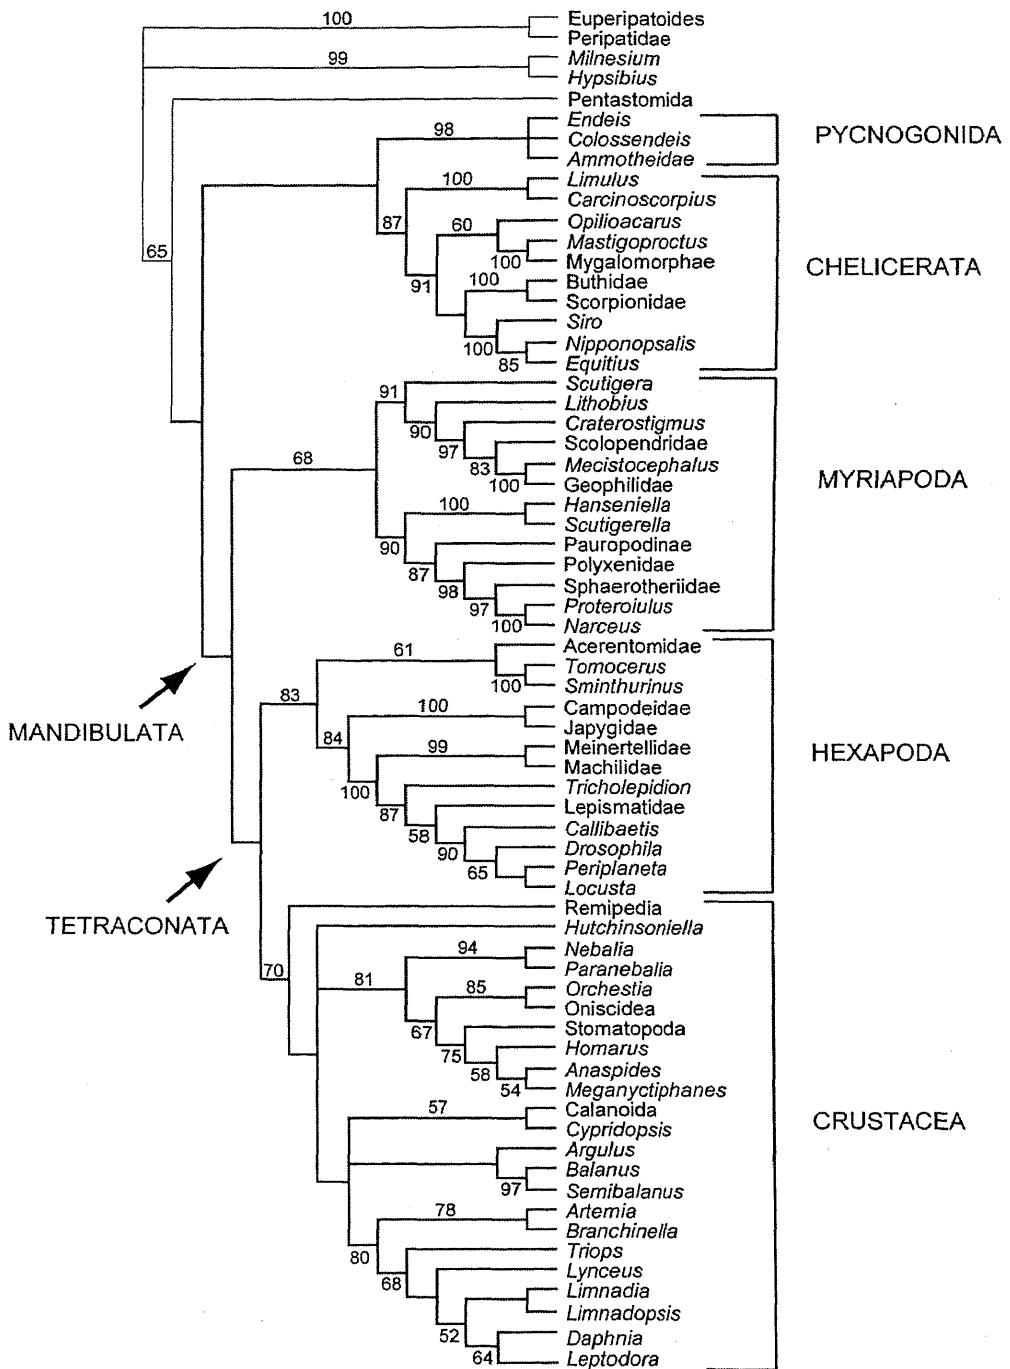 100
Euperipatoides
Peripatidae
99
Milnesium
Hypsibius
Pentastomida
98
Endeis
Colossendeis
Ammotheidae
PYCNOGONIDA
100
Limulus
Carcinoscorpius
87
60
Opilioacarus
Mastigoproctus
65
100
Mygalomorphae
CHELICERATA
91
100
Buthidae
Scorpionidae
Siro
100
Nipponopsalis
85
Equitius
91
Scutigera
Lithobius
90
Craterostigmus
97
Scolopendridae
68
83
Mecistocephalus
100
Geophilidae
MYRIAPODA
100
Hanseniella
Scutigerella
90
Pauropodinae
87
Polyxenidae
98
Sphaerotheriidae
97
Proteroiulus
100
Narceus
61
Acerentomidae
Tomocerus
100
Sminthurinus
MANDIBULATA
83
100
Campodeidae
Japygidae
84
99
Meinertellidae
Machilidae
HEXAPODA
100
Tricholepidion
87
Lepismatidae
58
Callibaetis
90
Drosophila
65
Periplaneta
Locusta
TETRACONATA
Remipedia
Hutchinsoniella
70
94
Nebalia
Paranebalia
81
85
Orchestia
Oniscidea
67
Stomatopoda
75
Homarus
58
Anaspides
54
Meganyctiphanes
57
Calanoida
Cypridopsis
CRUSTACEA
Argulus
Balanus
97
Semibalanus
78
Artemia
Branchinella
80
Triops
68
Lynceus
Limnadia
Limnadopsis
52
Daphnia
64
Leptodora